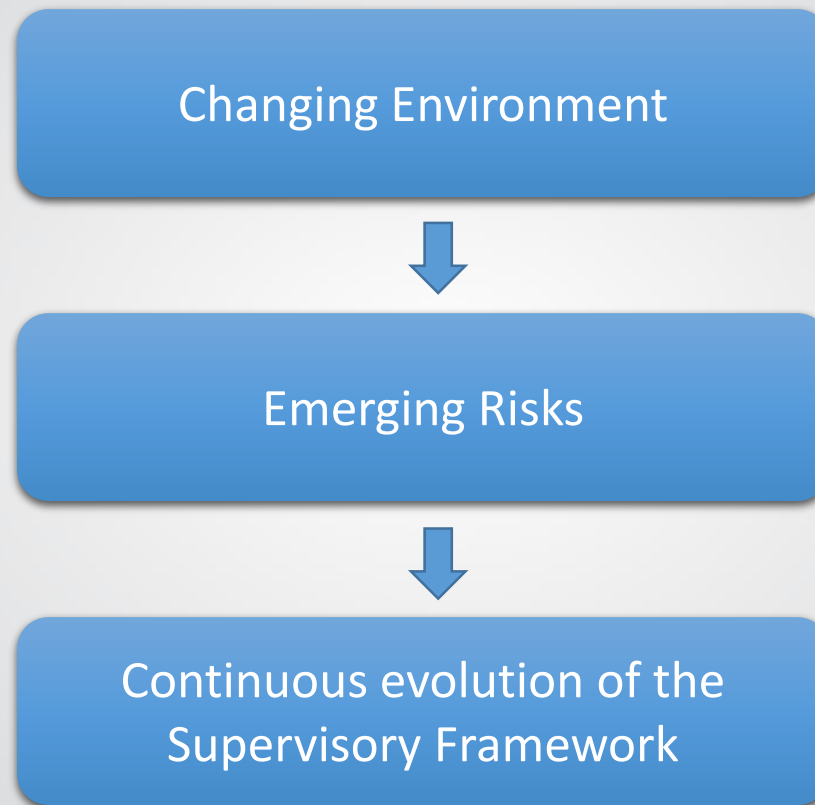 Changing Environment
Emerging Risks
Continuous evolution of the
Supervisory Framework